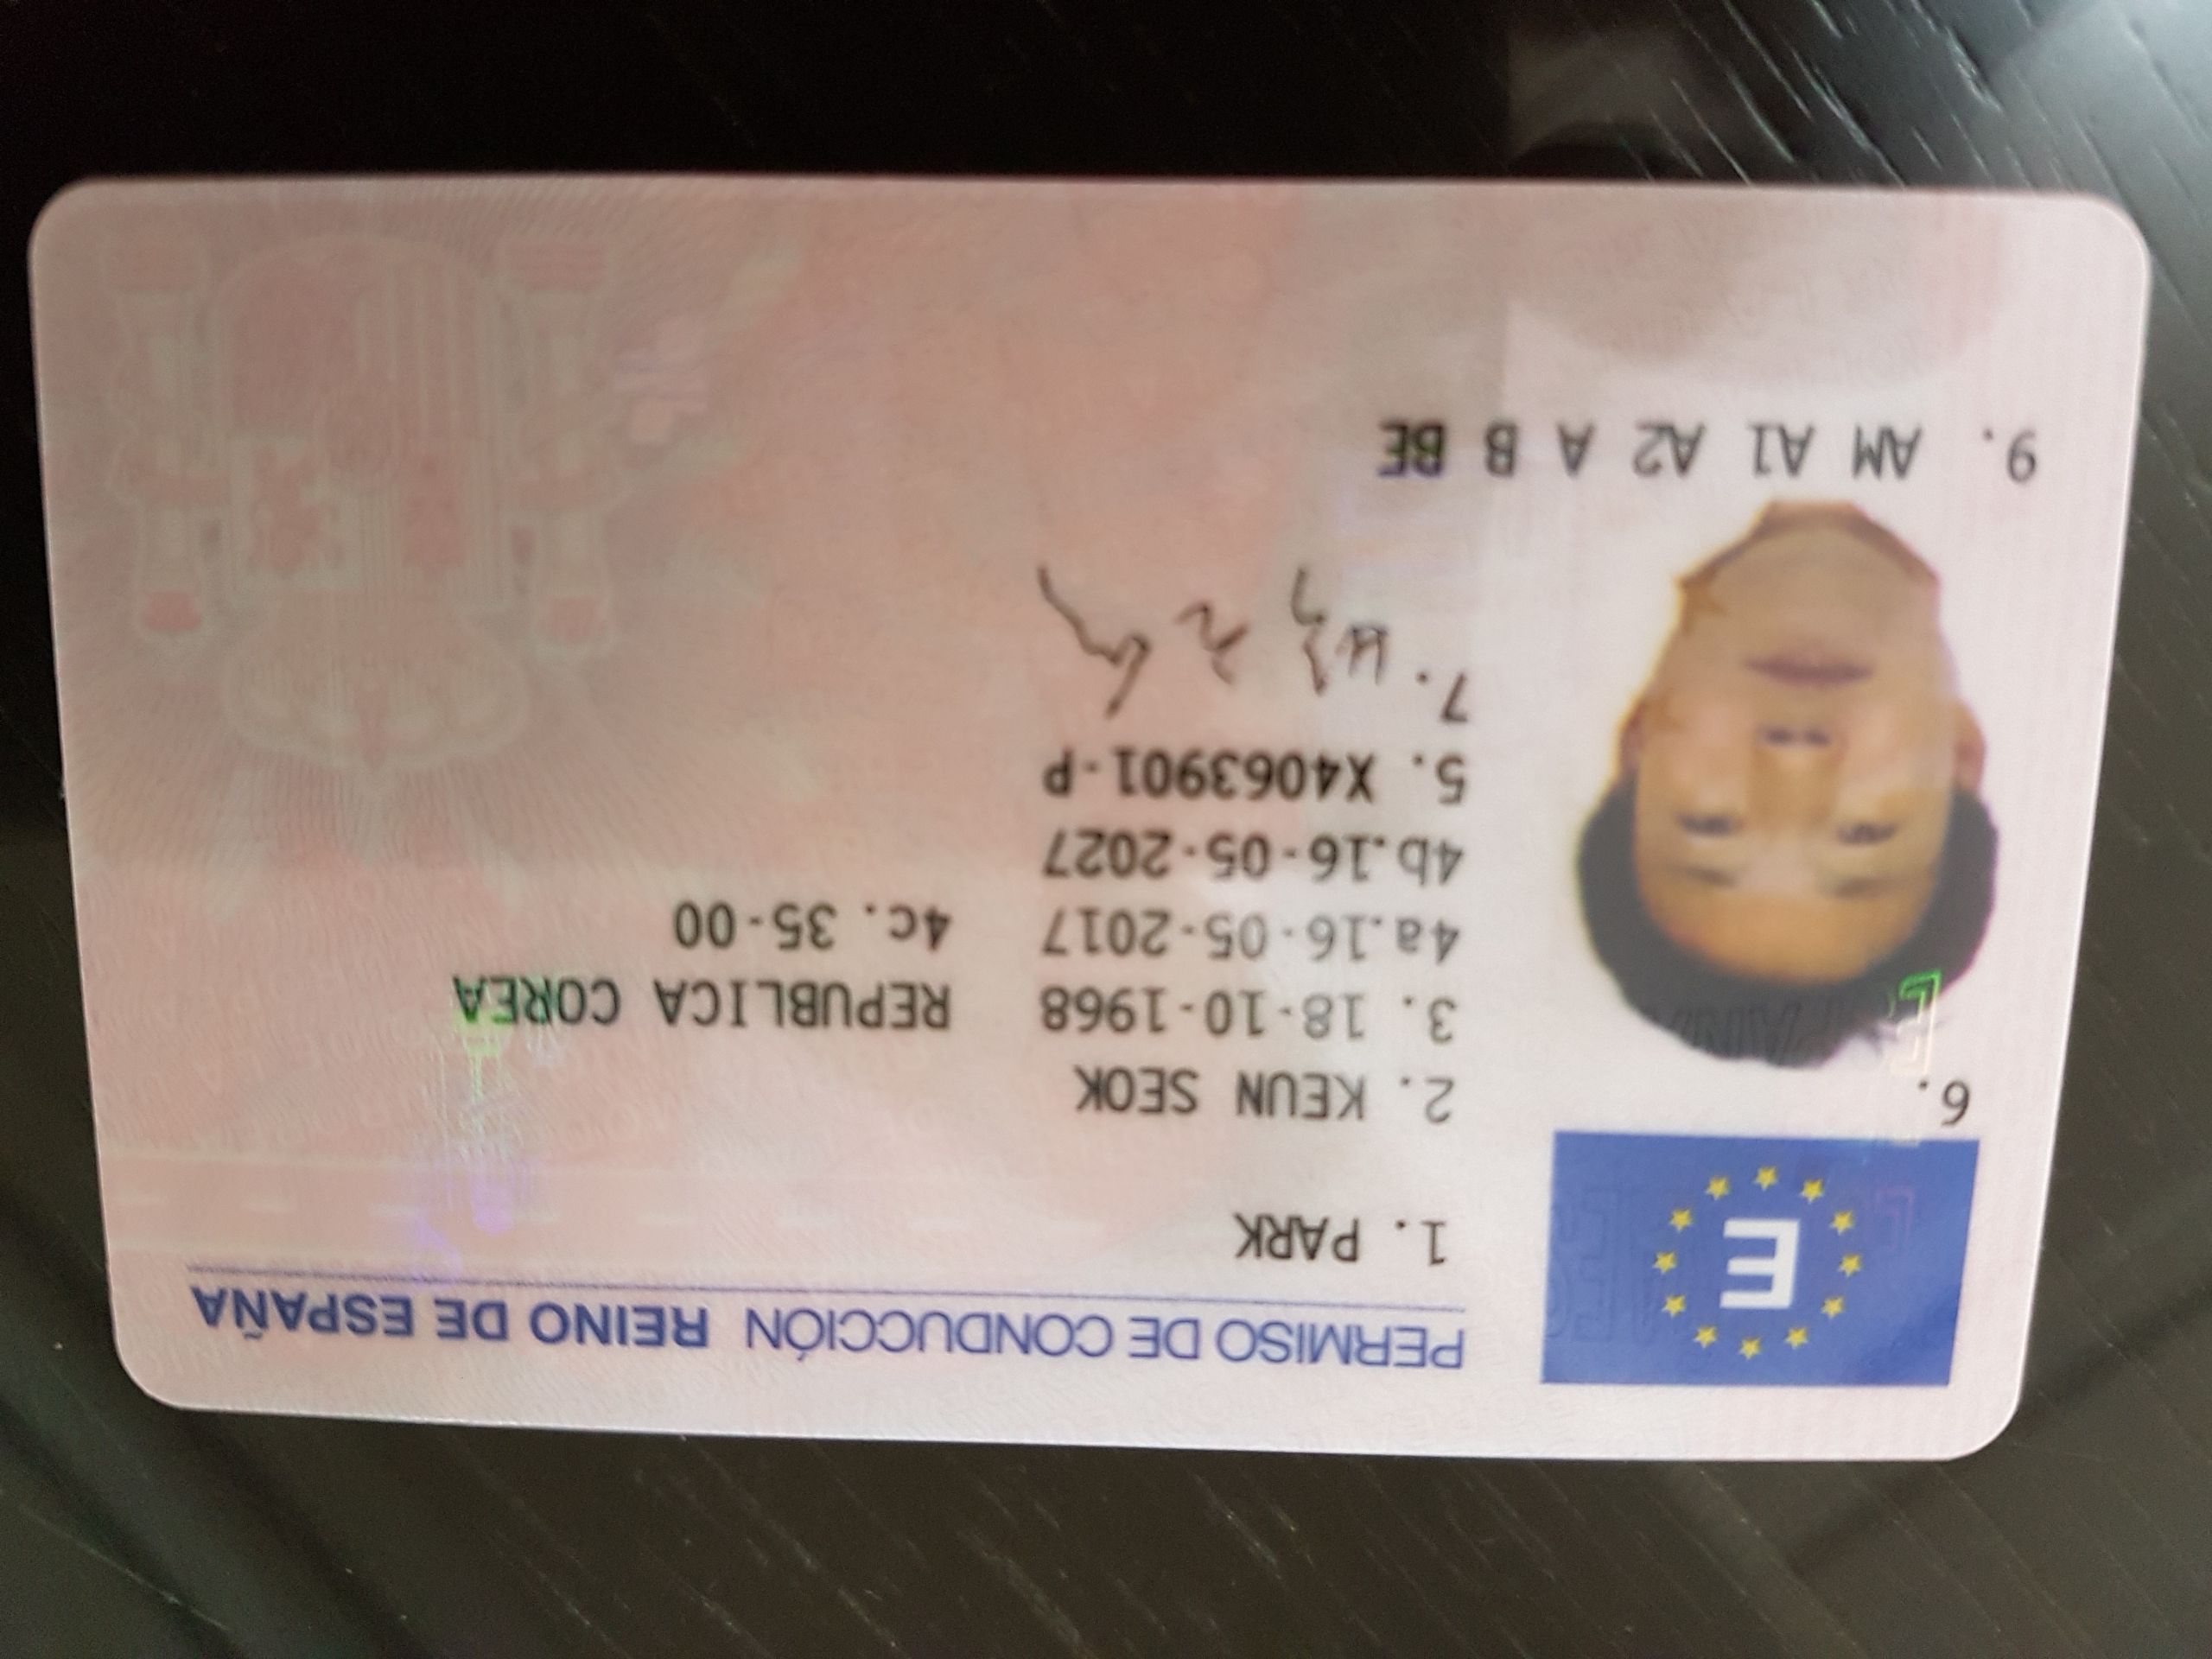 PERMISO DE CONDUCCIÓN REINO DE ESPAÑA
E
1. PARK
2. KEUN SEOK
3. 18-10-1968 REPUBLICA COREA
4a.16-05-2017 4c. 35-00
4b.16-05-2027
5. X4063901-P
6.
7.
9. AM A1 A2 A B BE